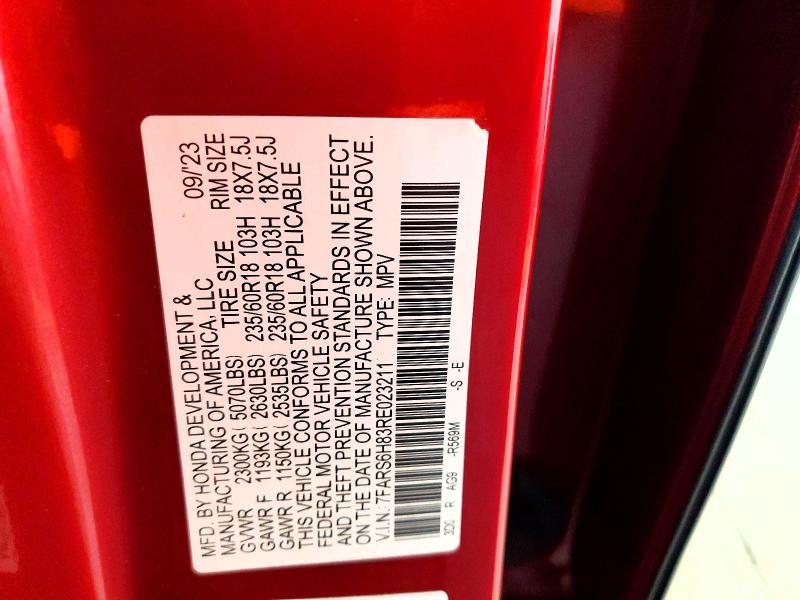 MFD. BY HONDA DEVELOPMENT &
MANUFACTURING OF AMERICA, LLC 09/'23
TIRE SIZE RIM SIZE
GVWR 2300KG( 5070LBS)
GAWR F 1193KG( 2630LBS) 235/60R18 103H 18X7.5J
GAWR R 1150KG( 2535LBS) 235/60R18 103H 18X7.5J
THIS VEHICLE CONFORMS TO ALL APPLICABLE
FEDERAL MOTOR VEHICLE SAFETY
AND THEFT PREVENTION STANDARDS IN EFFECT
ON THE DATE OF MANUFACTURE SHOWN ABOVE.
V.I.N.: 7FARS6H83RE023211 TYPE: MPV
R AG9 -R569M -S -E